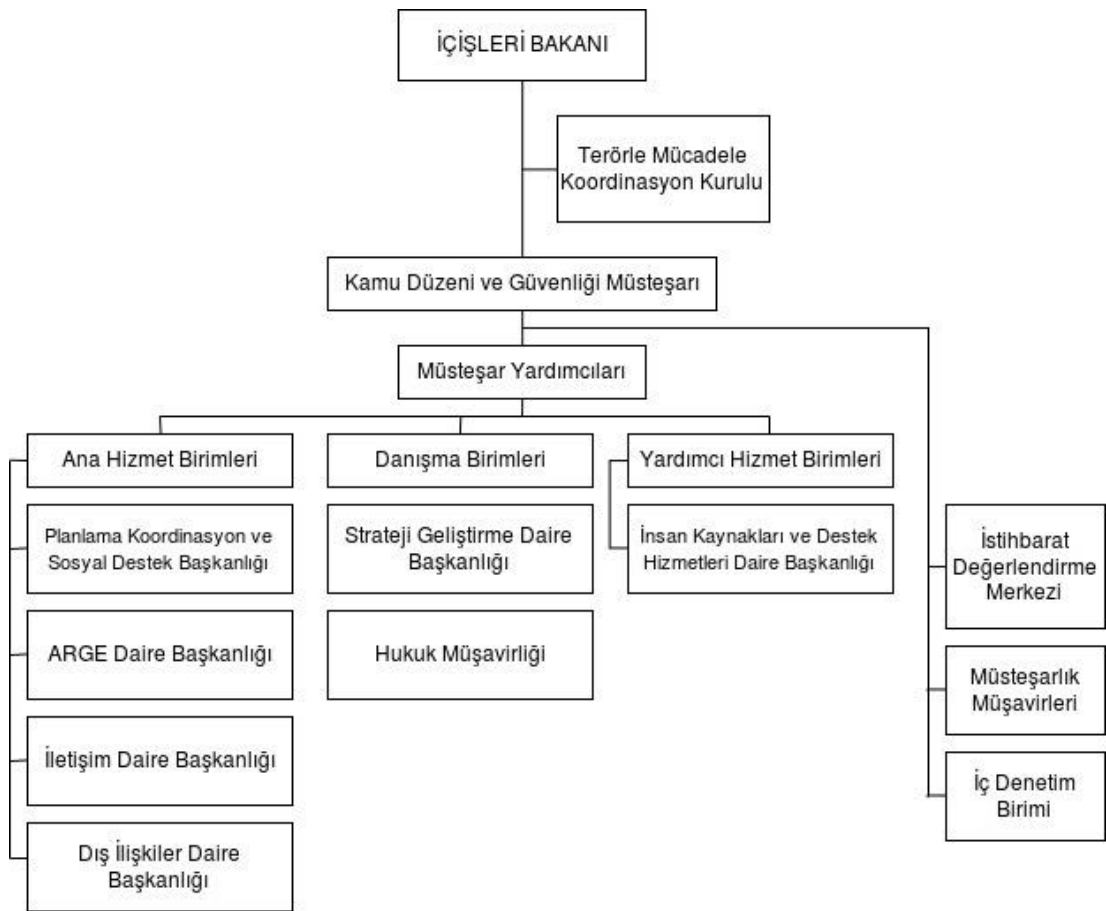 İÇİŞLERİ BAKANI
Terörle Mücadele
Koordinasyon Kurulu
Kamu Düzeni ve Güvenliği Müsteşarı
Müsteşar Yardımcıları
Ana Hizmet Birimleri
Danışma Birimleri
Yardımcı Hizmet Birimleri
Planlama Koordinasyon ve
Sosyal Destek Başkanlığı
Strateji Geliştirme Daire
Başkanlığı
İnsan Kaynakları ve Destek
Hizmetleri Daire Başkanlığı
İstihbarat
Değerlendirme
Merkezi
ARGE Daire Başkanlığı
Hukuk Müşavirliği
Müsteşarlık
Müşavirleri
İletişim Daire Başkanlığı
İç Denetim
Birimi
Dış İlişkiler Daire
Başkanlığı